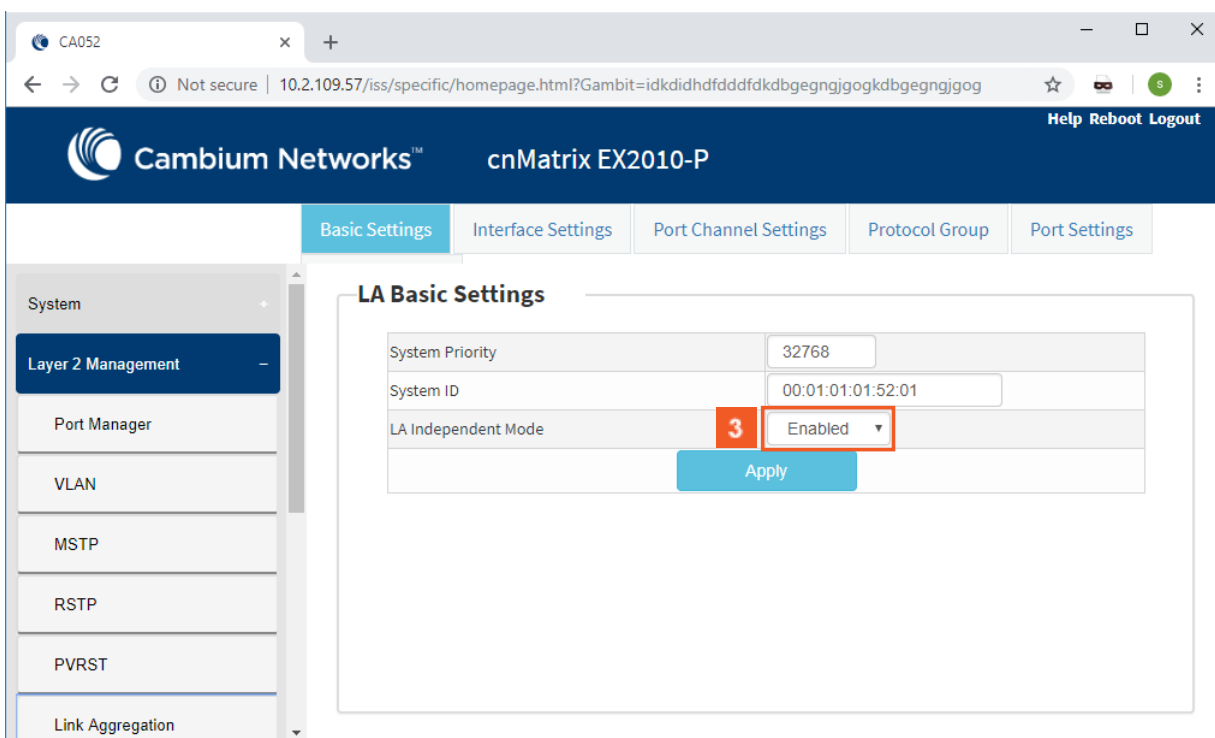 CA052
Not secure | 10.2.109.57/iss/specific/homepage.html?Gambit=idkdidhdfdddfdkdbgegngjgogkdbgegngjgog
S
Help Reboot Logout
Cambium Networks™ cnMatrix EX2010-P
Basic Settings Interface Settings Port Channel Settings Protocol Group Port Settings
System +
Layer 2 Management –
Port Manager
VLAN
MSTP
RSTP
PVRST
Link Aggregation
LA Basic Settings
System Priority 32768
System ID 00:01:01:01:52:01
LA Independent Mode 3 Enabled
Apply